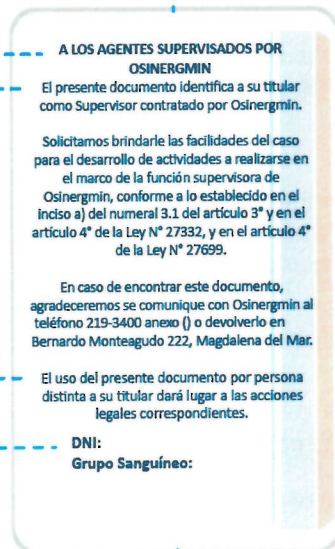 A LOS AGENTES SUPERVISADOS POR
OSINERGMIN
El presente documento identifica a su titular
como Supervisor contratado por Osinergmin.
Solicitamos brindarle las facilidades del caso
para el desarrollo de actividades a realizarse en
el marco de la función supervisora de
Osinergmin, conforme a lo establecido en el
inciso a) del numeral 3.1 del artículo 3° y en el
artículo 4° de la Ley N° 27332, y en el artículo 4°
de la Ley N° 27699.
En caso de encontrar este documento,
agradeceremos se comunique con Osinergmin al
teléfono 219-3400 anexo () o devolverlo en
Bernardo Monteagudo 222, Magdalena del Mar.
El uso del presente documento por persona
distinta a su titular dará lugar a las acciones
legales correspondientes.
DNI:
Grupo Sanguíneo: